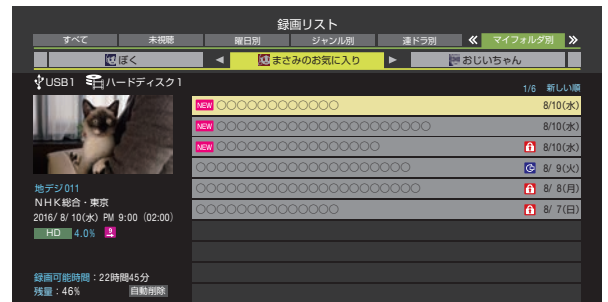 録画リスト
すべて 未視聴 曜日別 ジャンル別 連ドラ別 ≪ マイフォルダ別 ≫
ぼく ◀ まさみのお気に入り ▶ おじいちゃん
USB1 ハードディスク1
1/6 新しい順
NEW ○○○○○○○○○○○○ 8/10(水)
NEW ○○○○○○○○○○○○○○○○○○○○○ 8/10(水)
NEW ○○○○○○○○○○○○○○○○ 8/10(水)
○○○○○○○○○○○○○○○○○○○○○ 8/ 9(火)
○○○○○○○○○○○○○○○○○○○○○○ 8/ 8(月)
○○○○○○○○○○○○○○ 8/ 7(日)
地デジ011
NHK総合・東京
2016/ 8/ 10(水) PM 9:00 (02:00)
HD 4.0%
録画可能時間：22時間45分
残量：46% 自動削除